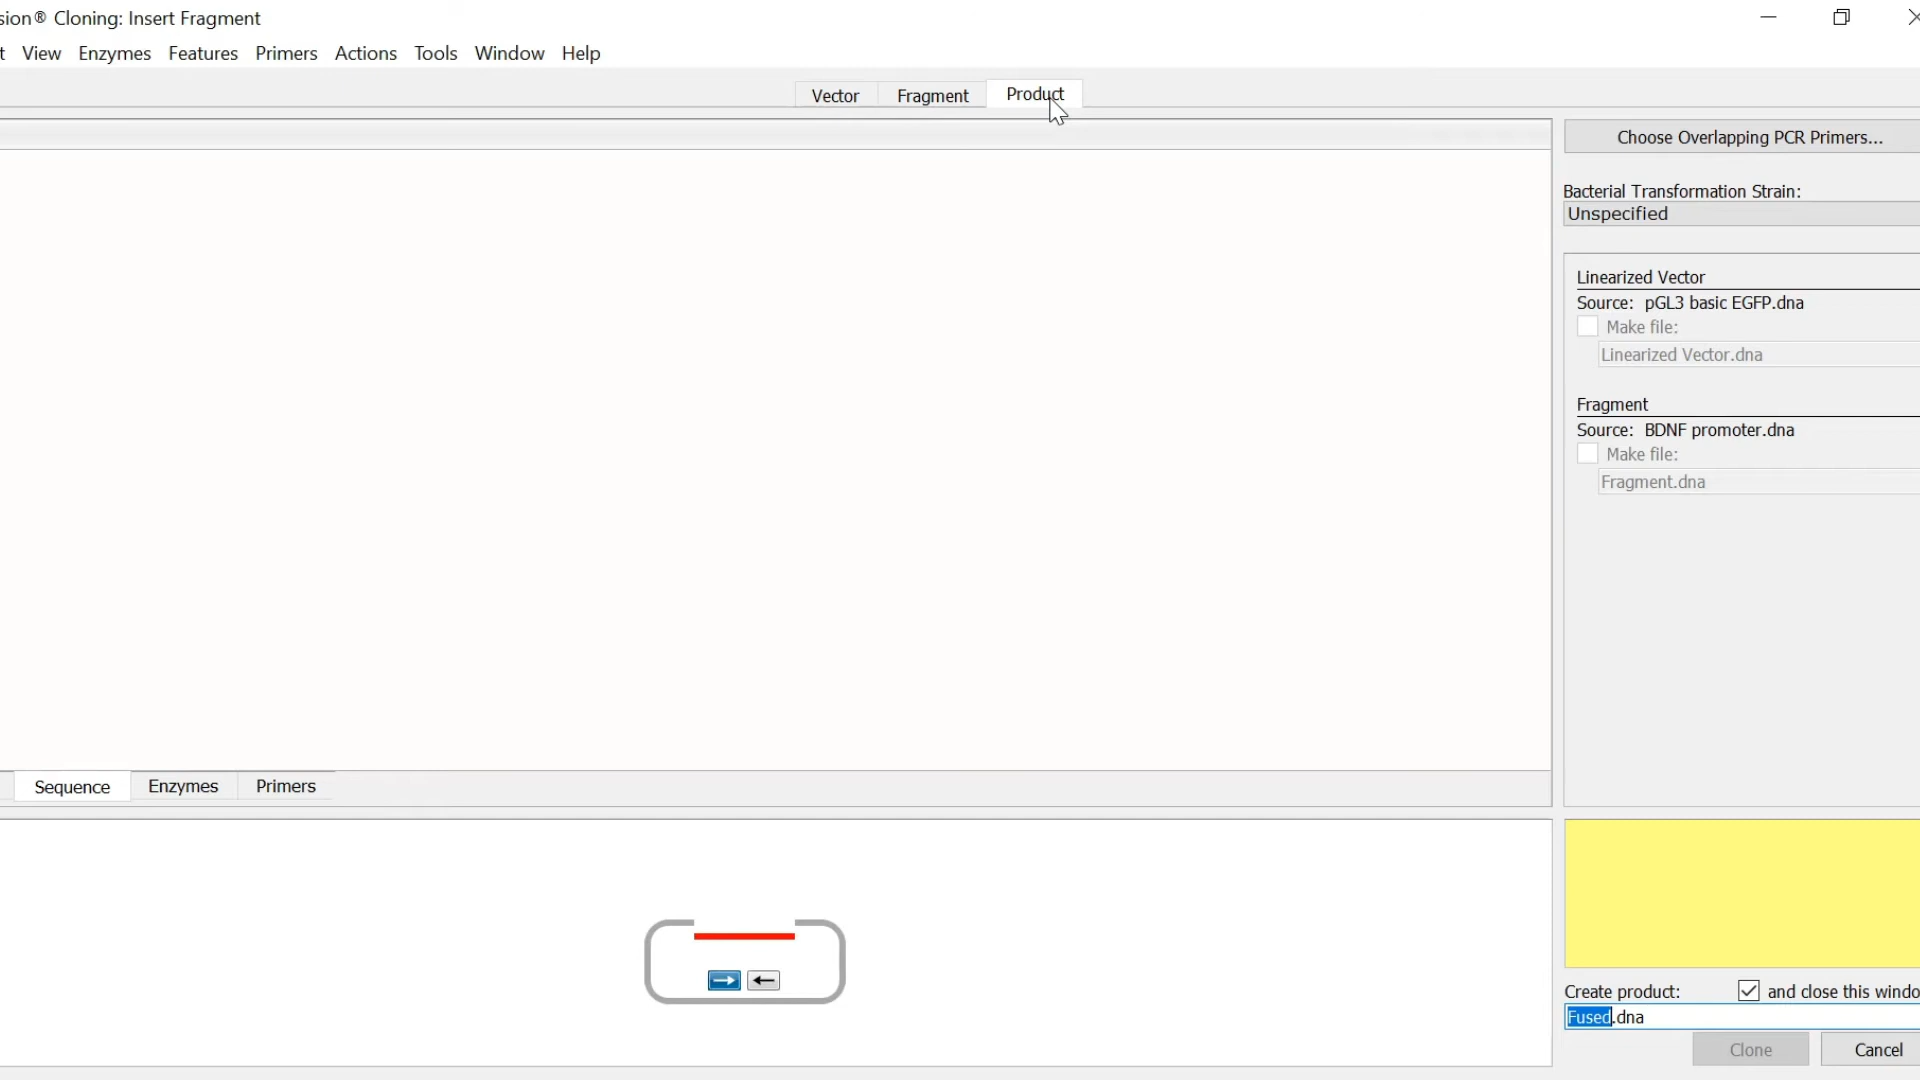 sion® Cloning: Insert Fragment
t View Enzymes Features Primers Actions Tools Window Help
Vector Fragment Product
Choose Overlapping PCR Primers...
Bacterial Transformation Strain:
Unspecified
Linearized Vector
Source: pGL3 basic EGFP.dna
Make file:
Linearized Vector.dna
Fragment
Source: BDNF promoter.dna
Make file:
Fragment.dna
Sequence Enzymes Primers
Create product: and close this windo
Fused.dna
Clone Cancel